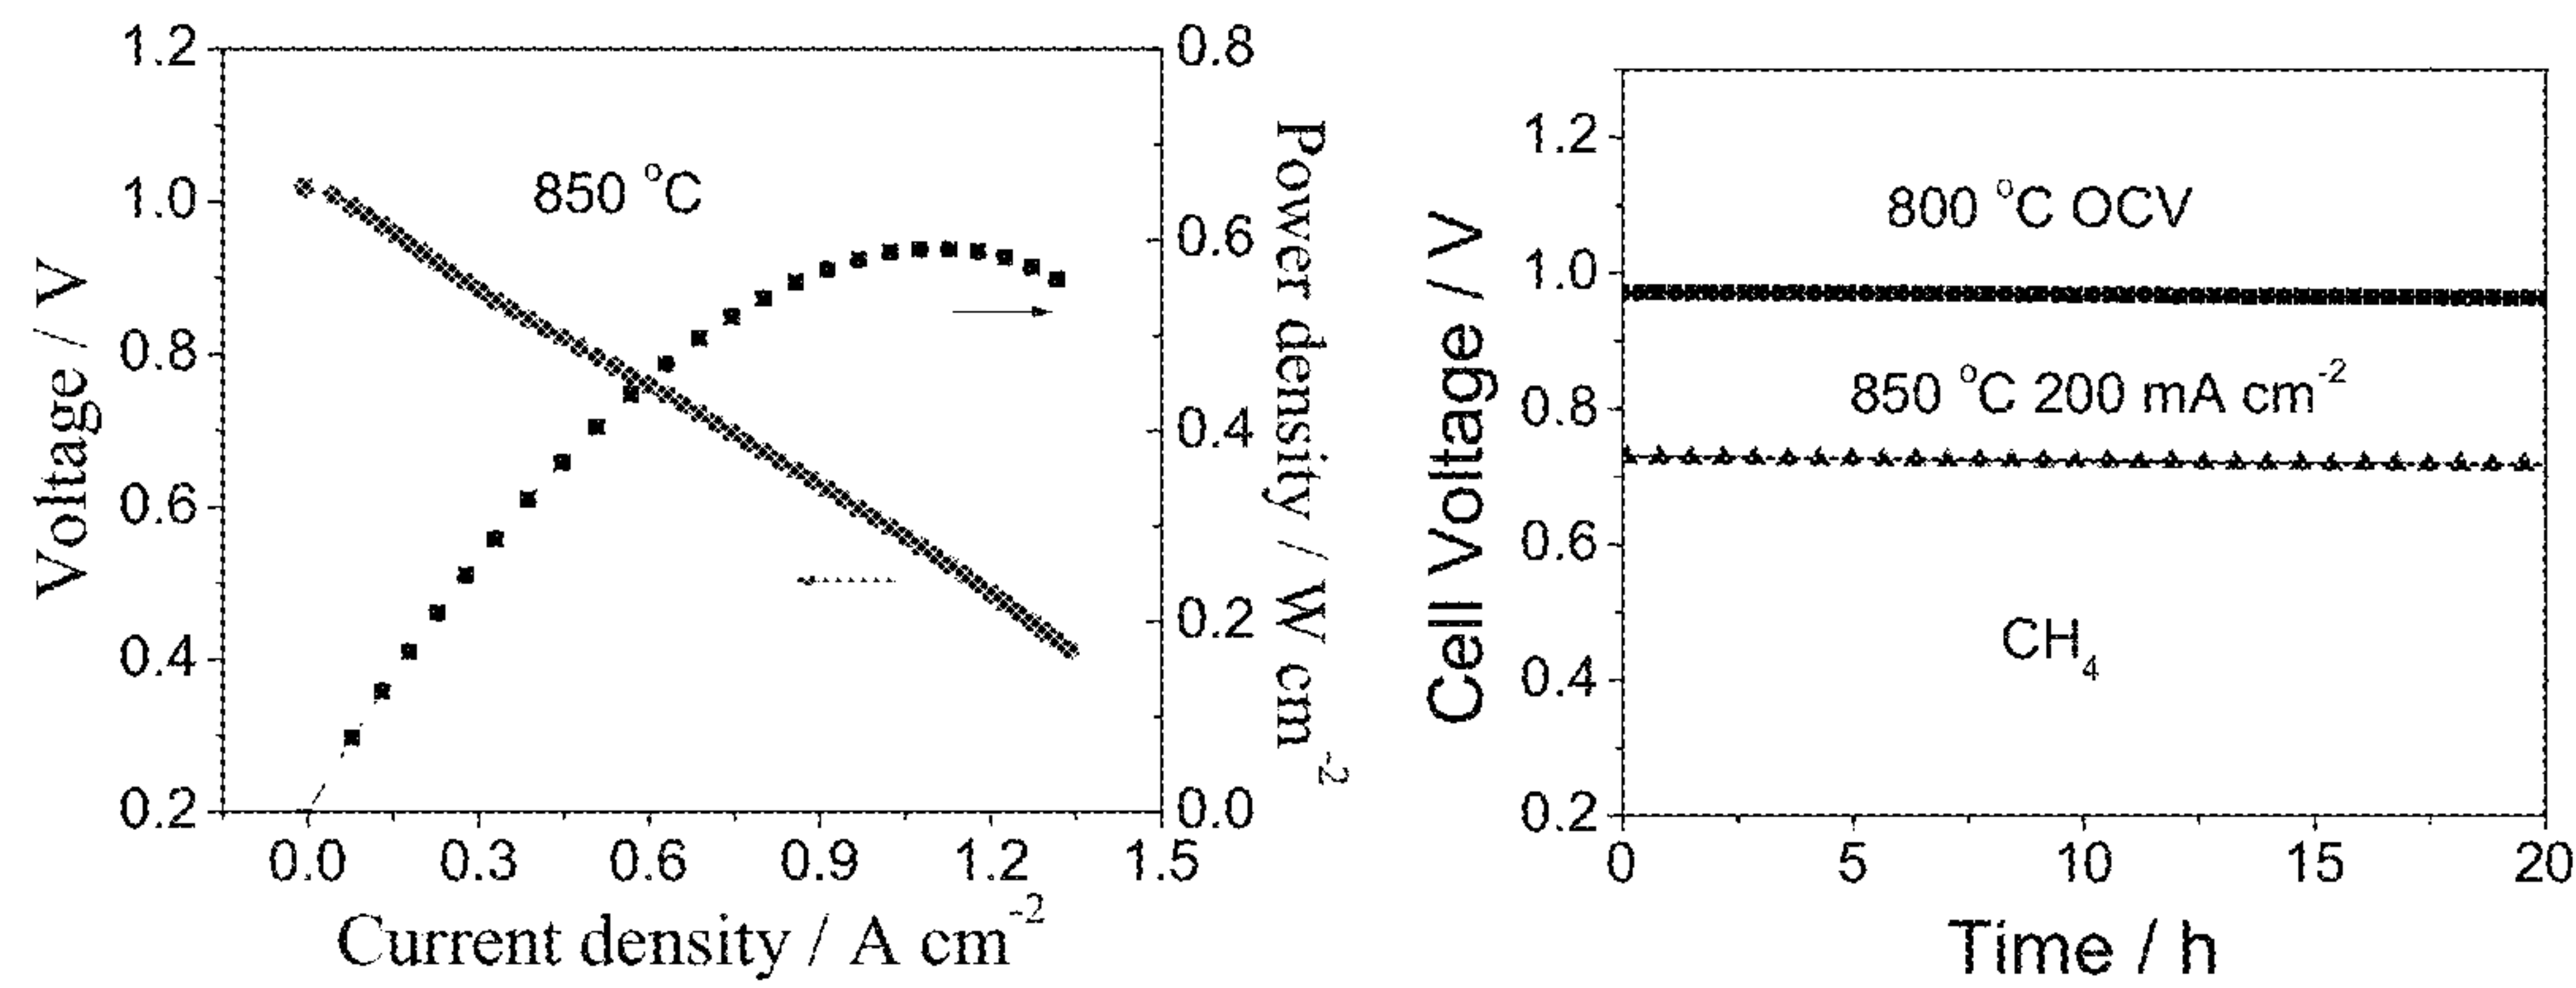 1.2
1.0
0.8
0.6
0.4
0.2
Voltage / V
850 °C
0.8
0.6
0.4
0.2
0.0
Power density / W cm⁻²
0.0 0.3 0.6 0.9 1.2 1.5
Current density / A cm⁻²
1.2
1.0
0.8
0.6
0.4
0.2
Cell Voltage / V
800 °C OCV
850 °C 200 mA cm⁻²
CH₄
0 5 10 15 20
Time / h